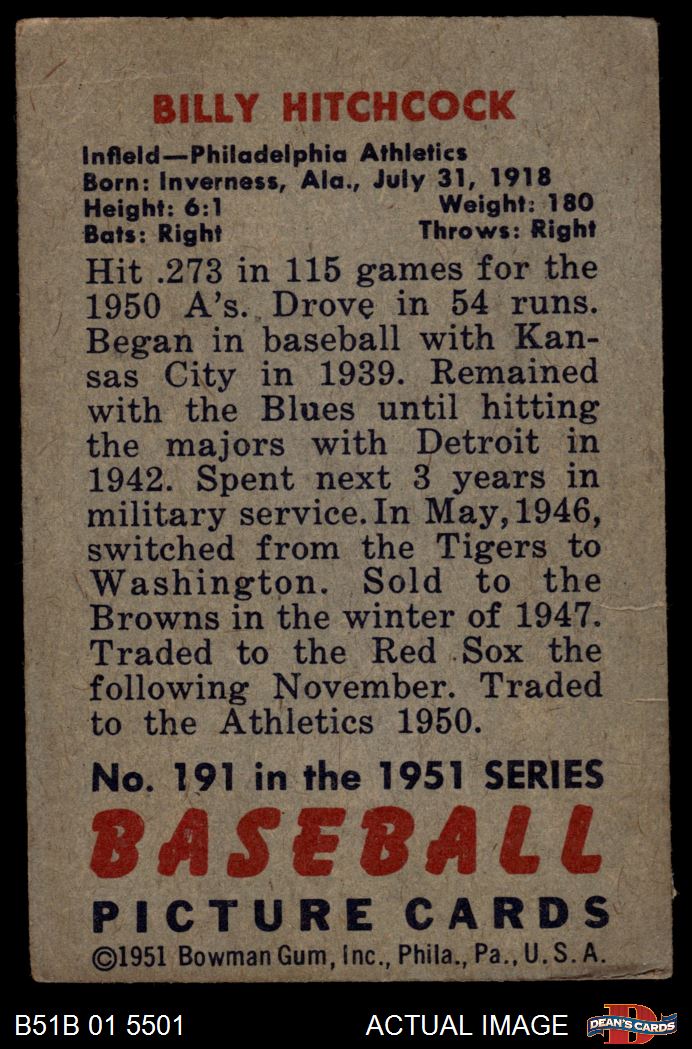 BILLY HITCHCOCK
Infield—Philadelphia Athletics
Born: Inverness, Ala., July 31, 1918
Height: 6:1 Weight: 180
Bats: Right Throws: Right
Hit .273 in 115 games for the
1950 A's. Drove in 54 runs.
Began in baseball with Kan-
sas City in 1939. Remained
with the Blues until hitting
the majors with Detroit in
1942. Spent next 3 years in
military service. In May, 1946,
switched from the Tigers to
Washington. Sold to the
Browns in the winter of 1947.
Traded to the Red Sox the
following November. Traded
to the Athletics 1950.
No. 191 in the 1951 SERIES
BASEBALL
PICTURE CARDS
©1951 Bowman Gum, Inc., Phila., Pa., U. S. A.
B51B 01 5501 ACTUAL IMAGE D DEAN'S CARDS